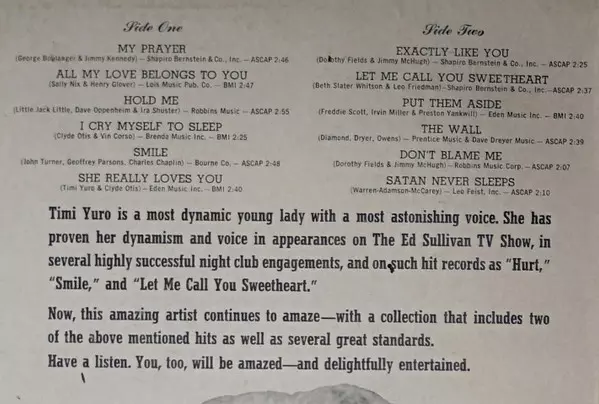 Side One
MY PRAYER
(George Boulanger & Jimmy Kennedy) — Shapiro Bernstein & Co., Inc. — ASCAP 2:46
ALL MY LOVE BELONGS TO YOU
(Sally Nix & Henry Glover) — Lois Music Pub. Co. — BMI 2:47
HOLD ME
(Little Jack Little, Dave Oppenheim & Ira Shuster) — Robbins Music — ASCAP 2:55
I CRY MYSELF TO SLEEP
(Clyde Otis & Vin Corso) — Brenda Music Inc. — BMI 2:25
SMILE
(John Turner, Geoffrey Parsons, Charles Chaplin) — Bourne Co. — ASCAP 2:48
SHE REALLY LOVES YOU
(Timi Yuro & Clyde Otis) — Eden Music Inc. — BMI 2:40
Side Two
EXACTLY LIKE YOU
(Dorothy Fields & Jimmy McHugh) — Shapiro Bernstein & Co., Inc. — ASCAP 2:25
LET ME CALL YOU SWEETHEART
(Beth Slater Whitson & Leo Friedman)—Shapiro Bernstein & Co., Inc.—ASCAP 2:37
PUT THEM ASIDE
(Freddie Scott, Irvin Miller & Preston Yankwill) — Eden Music Inc. — BMI 2:40
THE WALL
(Diamond, Dryer, Owens) — Prentice Music & Dave Dreyer Music — ASCAP 2:39
DON'T BLAME ME
(Dorothy Fields & Jimmy McHugh) — Robbins Music Corp. — ASCAP 2:07
SATAN NEVER SLEEPS
(Warren-Adamson-McCarey) — Leo Feist, Inc. — ASCAP 2:10
Timi Yuro is a most dynamic young lady with a most astonishing voice. She has
proven her dynamism and voice in appearances on The Ed Sullivan TV Show, in
several highly successful night club engagements, and on such hit records as "Hurt,"
"Smile," and "Let Me Call You Sweetheart."
Now, this amazing artist continues to amaze—with a collection that includes two
of the above mentioned hits as well as several great standards.
Have a listen. You, too, will be amazed—and delightfully entertained.